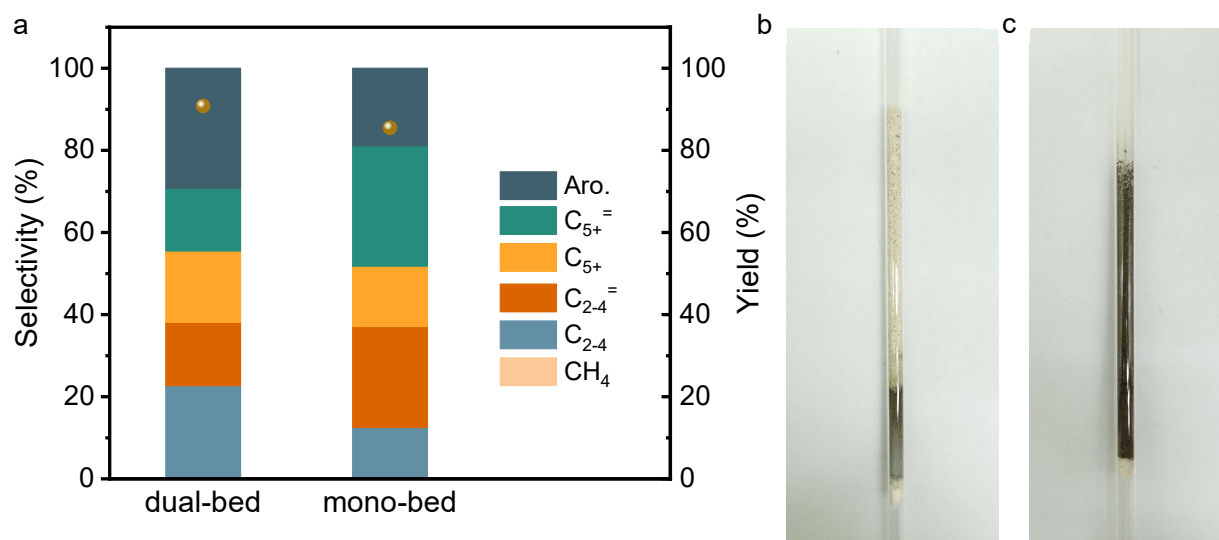 a
b
c
Selectivity (%)
100
80
60
40
20
0
Aro.
C5+=
C5+
C2-4=
C2-4
CH4
100
80
60
40
20
0
Yield (%)
dual-bed
mono-bed